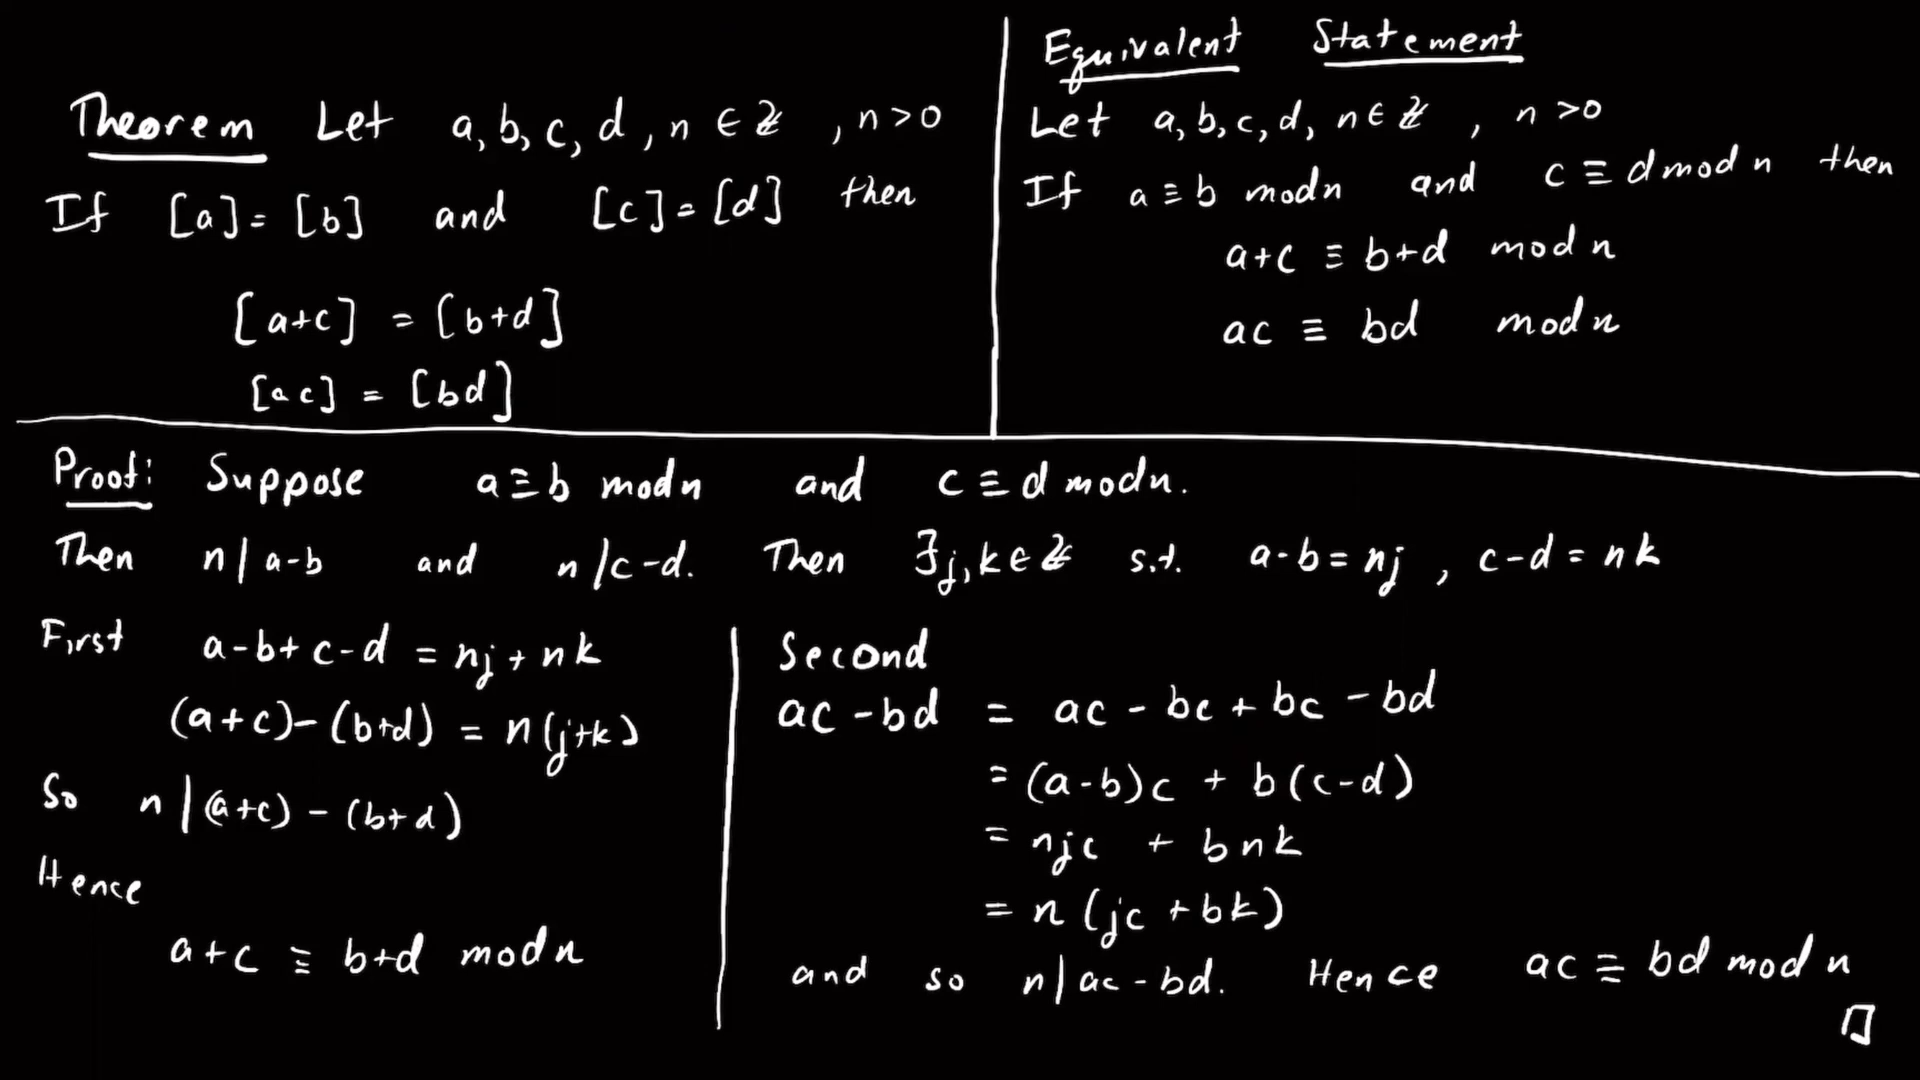 Theorem Let a, b, c, d, n ∈ ℤ, n > 0
If [a] = [b] and [c] = [d] then
[a+c] = [b+d]
[ac] = [bd]
Equivalent Statement
Let a, b, c, d, n ∈ ℤ, n > 0
If a ≡ b mod n and c ≡ d mod n then
a+c ≡ b+d mod n
ac ≡ bd mod n
Proof: Suppose a ≡ b mod n and c ≡ d mod n.
Then n | a-b and n | c-d. Then ∃ j, k ∈ ℤ s.t. a-b = nj, c-d = nk
First a-b+c-d = nj + nk
(a+c)-(b+d) = n(j+k)
So n | (a+c) - (b+d)
Hence
a+c ≡ b+d mod n
Second
ac - bd = ac - bc + bc - bd
= (a-b)c + b(c-d)
= njc + bnk
= n(jc + bk)
and so n | ac - bd. Hence ac ≡ bd mod n
□